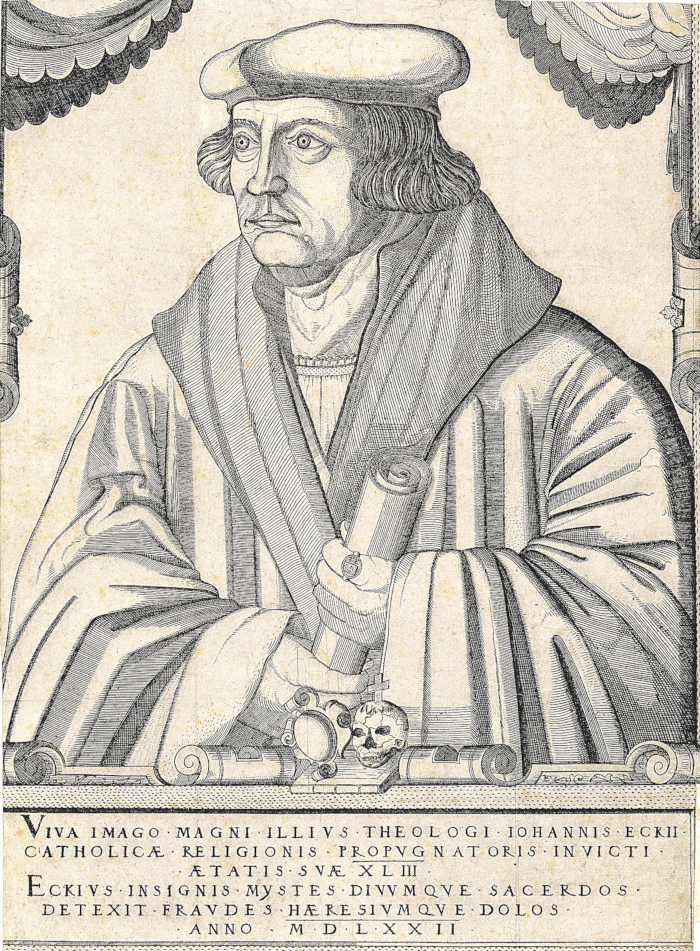 VIVA IMAGO·MAGNI·ILLIVS·THEOLOGI·IOHANNIS·ECKII·
CATHOLICÆ·RELIGIONIS·PROPVGNATORIS·INVICTI·
·ÆTATIS·SVÆ XLIII·
ECKIVS·INSIGNIS·MySTES·DIVVMQVE·SACERDOS·
DETEXIT·FRAVDES·HÆRESIVMQVE·DOLOS·
·ANNO·MDLXXII·